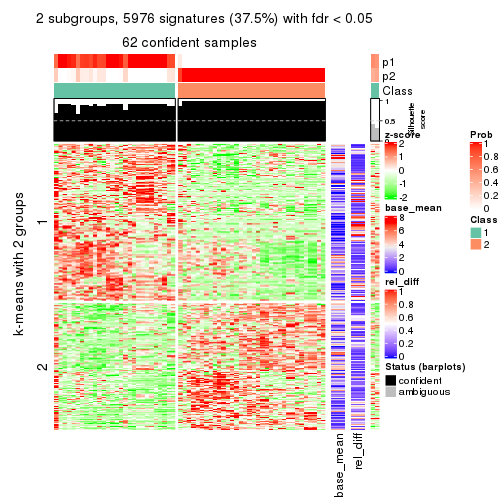 2 subgroups, 5976 signatures (37.5%) with fdr < 0.05
62 confident samples
p1
p2
Class
1
0.5
0
Silhouette
score
k-means with 2 groups
1
2
base_mean
rel_diff
z-score
2
1
0
-1
-2
base_mean
8
6
4
2
0
rel_diff
1
0.8
0.6
0.4
0.2
0
Status (barplots)
confident
ambiguous
Prob
1
0.8
0.6
0.4
0.2
0
Class
1
2